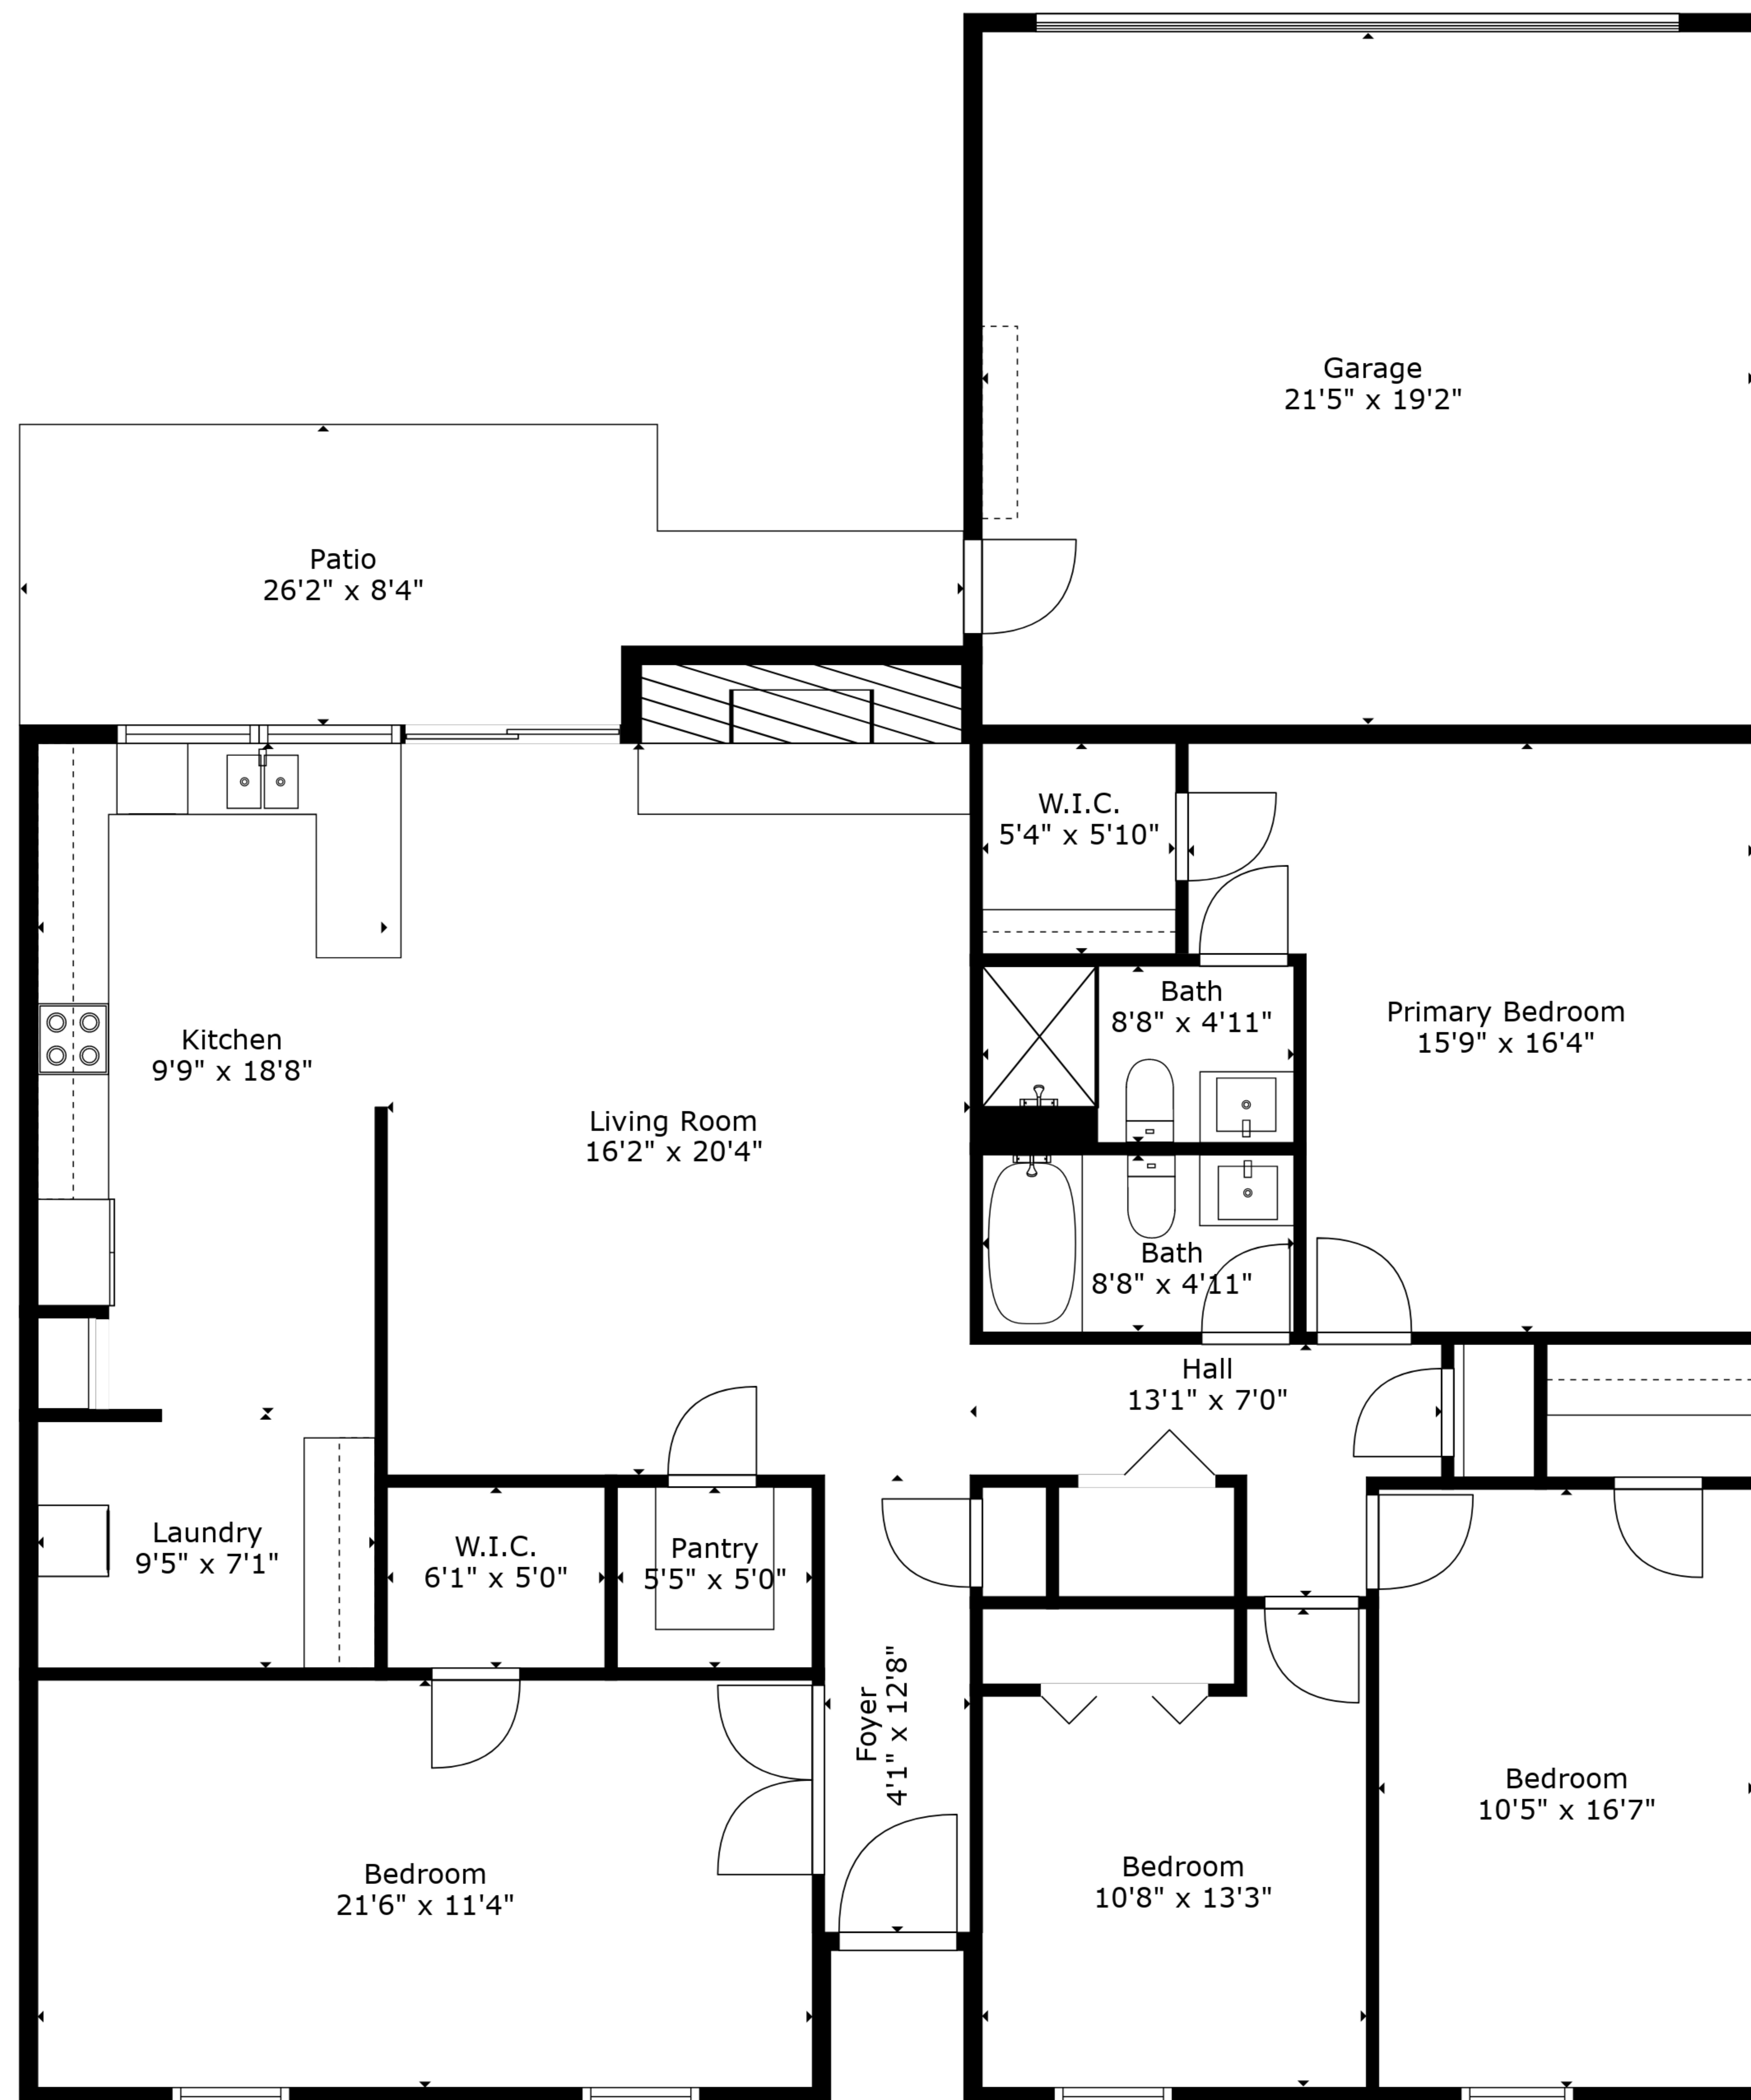 Garage
21'5" x 19'2"
Patio
26'2" x 8'4"
W.I.C.
5'4" x 5'10"
Bath
8'8" x 4'11"
Primary Bedroom
15'9" x 16'4"
Kitchen
9'9" x 18'8"
Living Room
16'2" x 20'4"
Bath
8'8" x 4'11"
Hall
13'1" x 7'0"
Laundry
9'5" x 7'1"
W.I.C.
6'1" x 5'0"
Pantry
5'5" x 5'0"
Foyer
4'1" x 12'8"
Bedroom
10'5" x 16'7"
Bedroom
21'6" x 11'4"
Bedroom
10'8" x 13'3"